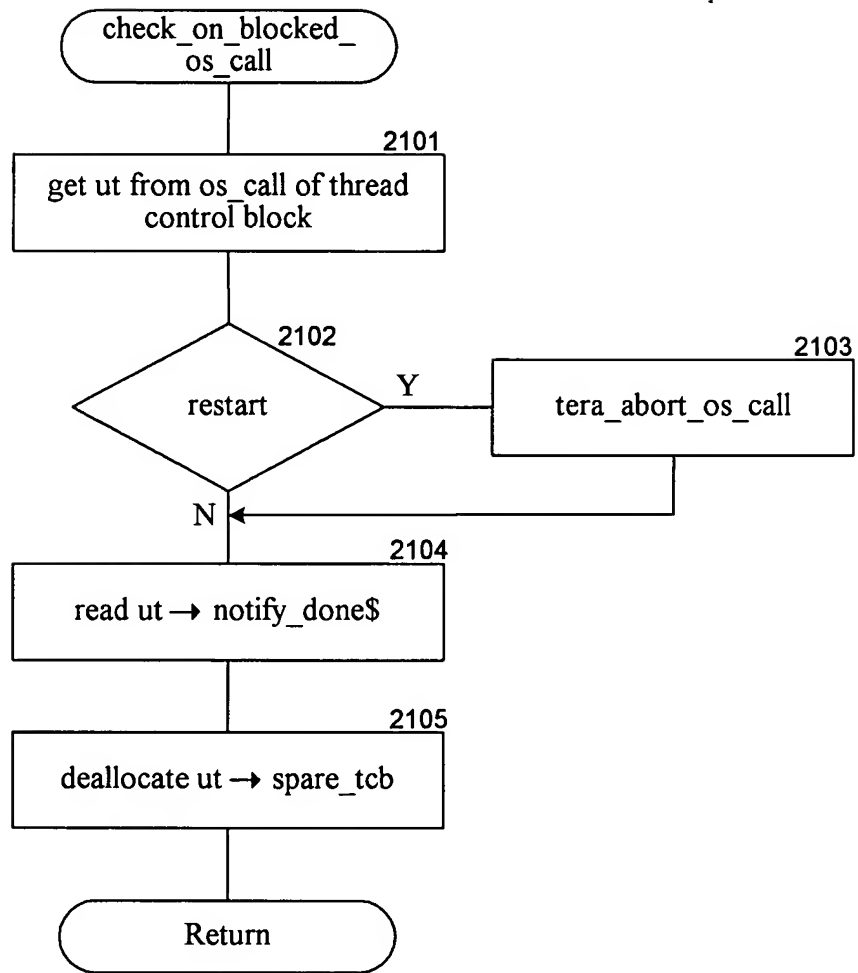 check_on_blocked_
os_call
2101
get ut from os_call of thread
control block
2102
restart
Y
2103
tera_abort_os_call
N
2104
read ut → notify_done$
2105
deallocate ut → spare_tcb
Return